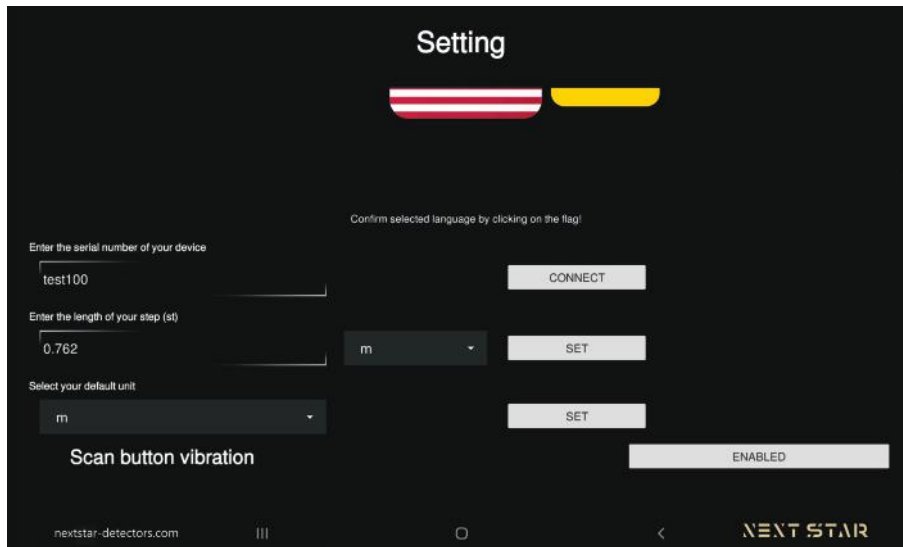 Setting
Confirm selected language by clicking on the flag!
Enter the serial number of your device
test100
CONNECT
Enter the length of your step (st)
0.762
m
SET
Select your default unit
m
SET
Scan button vibration
ENABLED
nextstar-detectors.com
NEXT STAR